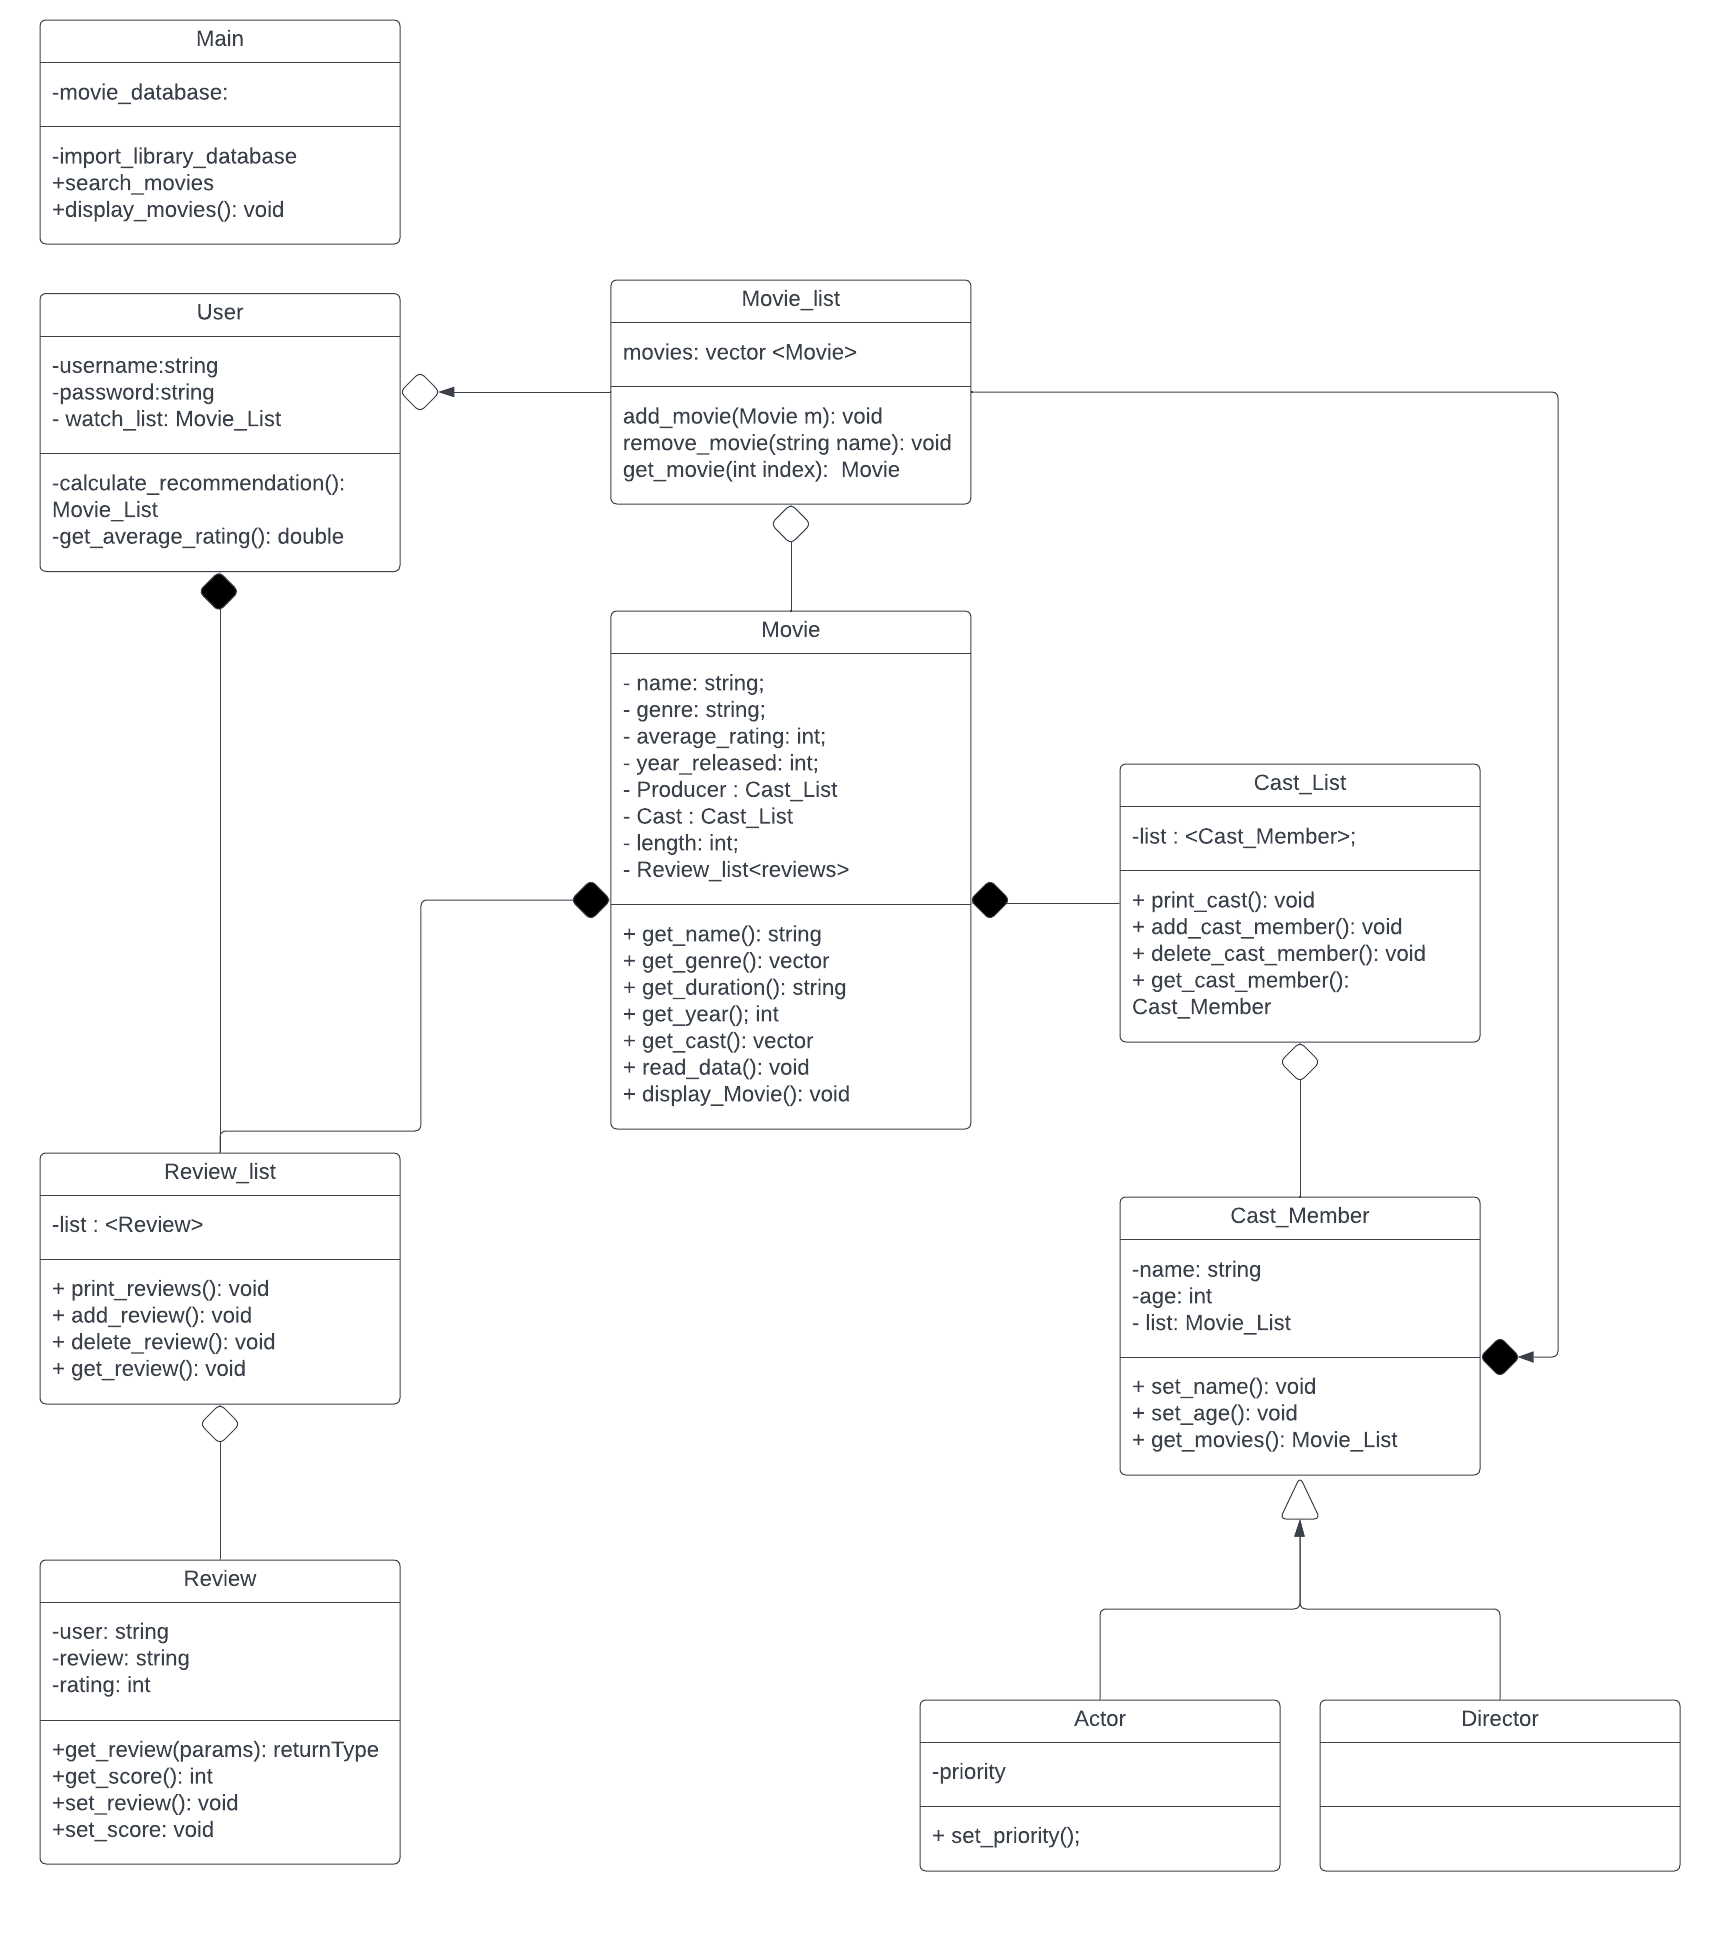 Main
-movie_database:
-import_library_database
+search_movies
+display_movies(): void
User
-username:string
-password:string
- watch_list: Movie_List
-calculate_recommendation():
Movie_List
-get_average_rating(): double
Movie_list
movies: vector <Movie>
add_movie(Movie m): void
remove_movie(string name): void
get_movie(int index):  Movie
Movie
- name: string;
- genre: string;
- average_rating: int;
- year_released: int;
- Producer : Cast_List
- Cast : Cast_List
- length: int;
- Review_list<reviews>
+ get_name(): string
+ get_genre(): vector
+ get_duration(): string
+ get_year(); int
+ get_cast(): vector
+ read_data(): void
+ display_Movie(): void
Cast_List
-list : <Cast_Member>;
+ print_cast(): void
+ add_cast_member(): void
+ delete_cast_member(): void
+ get_cast_member():
Cast_Member
Review_list
-list : <Review>
+ print_reviews(): void
+ add_review(): void
+ delete_review(): void
+ get_review(): void
Cast_Member
-name: string
-age: int
- list: Movie_List
+ set_name(): void
+ set_age(): void
+ get_movies(): Movie_List
Review
-user: string
-review: string
-rating: int
+get_review(params): returnType
+get_score(): int
+set_review(): void
+set_score: void
Actor
-priority
+ set_priority();
Director